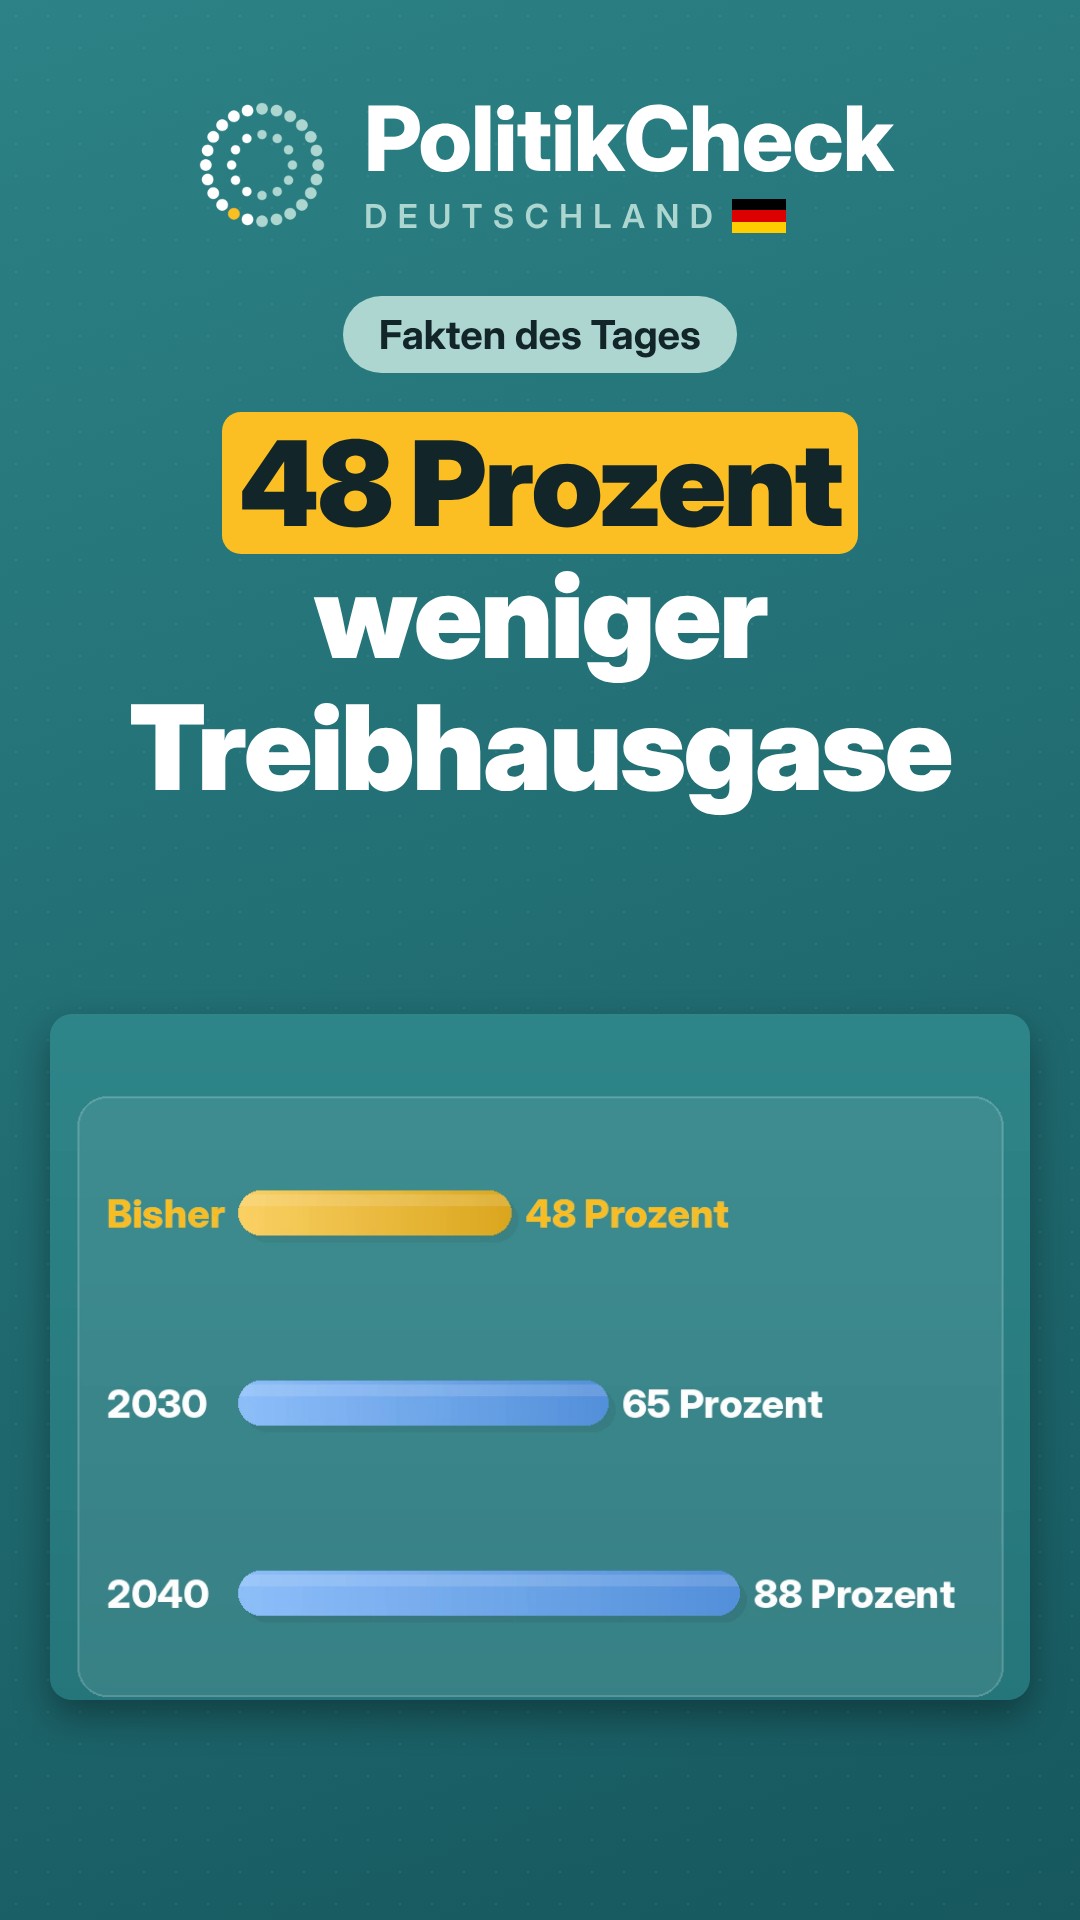 PolitikCheck
DEUTSCHLAND
Fakten des Tages
48 Prozent
weniger
Treibhausgase
Bisher 48 Prozent
2030 65 Prozent
2040 88 Prozent